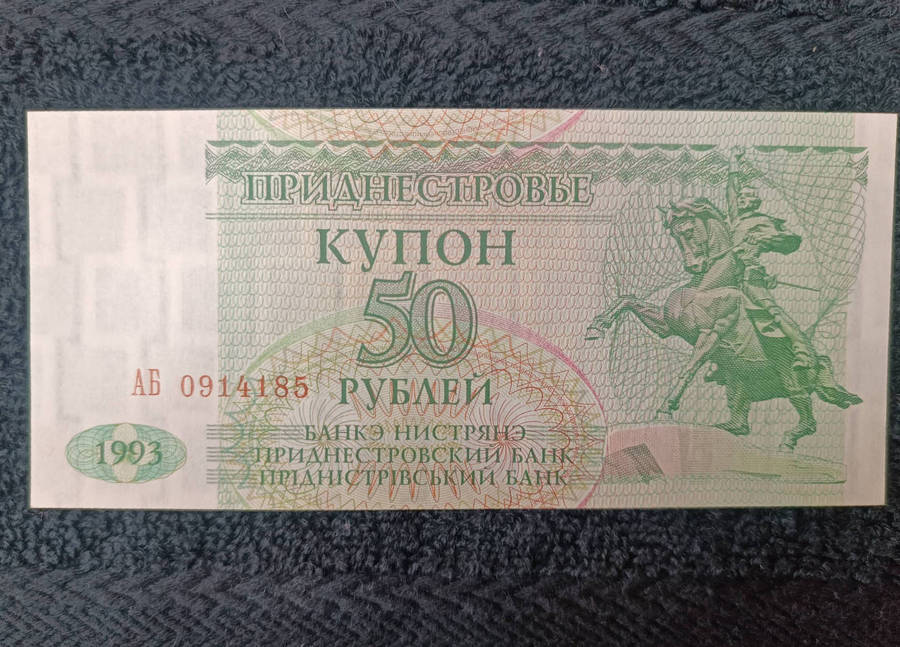 ПРИДНЕСТРОВЬЕ
КУПОН
50
РУБЛЕЙ
АБ 0914185
1993
БАНКЭ НИСТРЯНЭ
ПРИДНЕСТРОВСКИЙ БАНК
ПРІДНІСТРІВСЬКИЙ БАНК